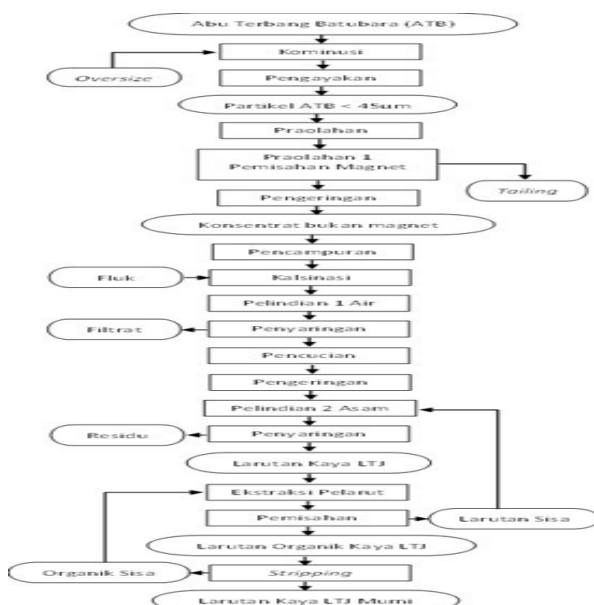 Abu Terbang Batubara (ATB)
Kominusi
Oversize
Pengayakan
Partikel ATB < 45um
Praolahan
Praolahan 1
Pemisahan Magnet
Tailing
Pengeringan
Konsentrat bukan magnet
Pencampuran
Fluk
Kalsinasi
Pelindian 1 Air
Filtrat
Penyaringan
Pencucian
Pengeringan
Pelindian 2 Asam
Residu
Penyaringan
Larutan Kaya LTJ
Ekstraksi Pelarut
Pemisahan
Larutan Sisa
Larutan Organik Kaya LTJ
Organik Sisa
Stripping
Larutan Kaya LTJ Murni